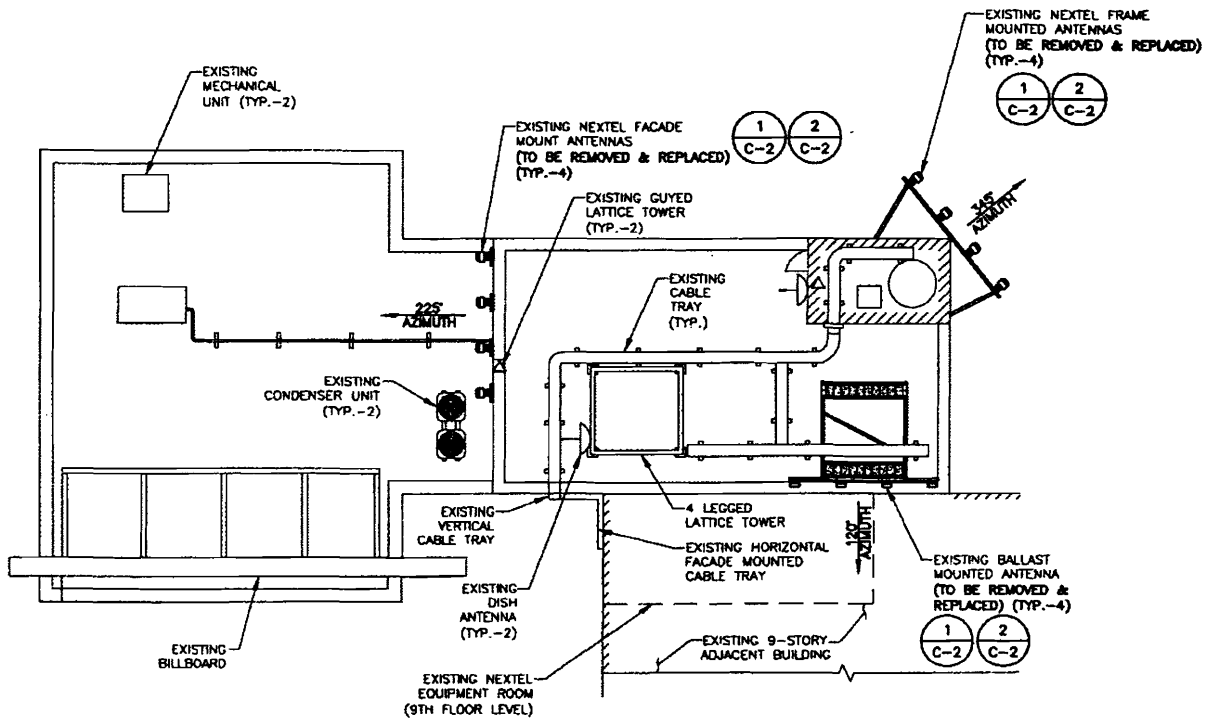 EXISTING NEXTEL FRAME
MOUNTED ANTENNAS
(TO BE REMOVED & REPLACED)
(TYP.-4)
1
C-2
2
C-2
EXISTING
MECHANICAL
UNIT (TYP.-2)
EXISTING NEXTEL FACADE
MOUNT ANTENNAS
(TO BE REMOVED & REPLACED)
(TYP.-4)
1
C-2
2
C-2
EXISTING GUYED
LATTICE TOWER
(TYP.-2)
345°
AZIMUTH
EXISTING
CABLE
TRAY
(TYP.)
225°
AZIMUTH
EXISTING
CONDENSER UNIT
(TYP.-2)
EXISTING
VERTICAL
CABLE TRAY
4 LEGGED
LATTICE TOWER
120°
AZIMUTH
EXISTING HORIZONTAL
FACADE MOUNTED
CABLE TRAY
EXISTING BALLAST
MOUNTED ANTENNA
(TO BE REMOVED &
REPLACED) (TYP.-4)
1
C-2
2
C-2
EXISTING
DISH
ANTENNA
(TYP.-2)
EXISTING
BILLBOARD
EXISTING 9-STORY
ADJACENT BUILDING
EXISTING NEXTEL
EQUIPMENT ROOM
(9TH FLOOR LEVEL)